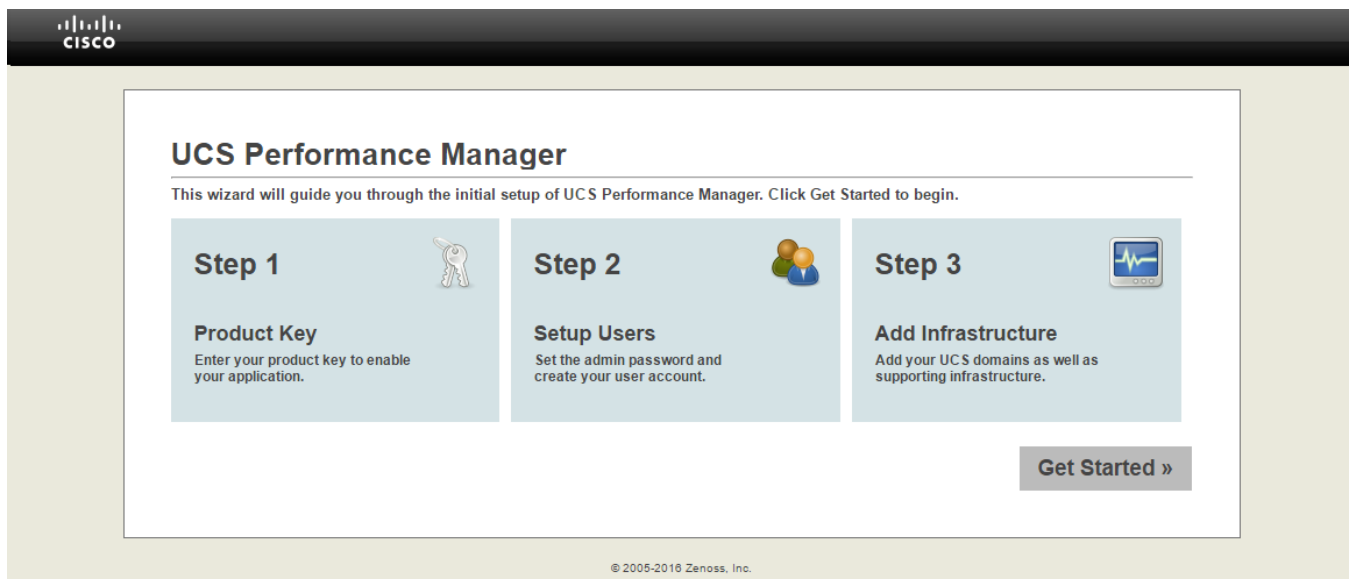 CISCO
UCS Performance Manager
This wizard will guide you through the initial setup of UCS Performance Manager. Click Get Started to begin.
Step 1
Product Key
Enter your product key to enable
your application.
Step 2
Setup Users
Set the admin password and
create your user account.
Step 3
Add Infrastructure
Add your UCS domains as well as
supporting infrastructure.
Get Started »
© 2005-2016 Zenoss, Inc.